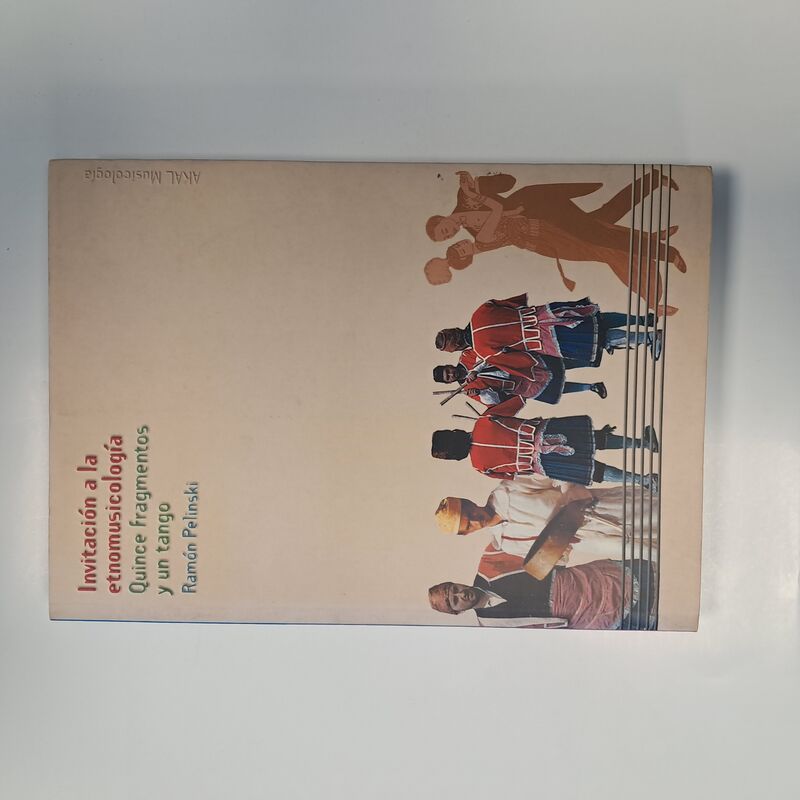 Invitación a la
etnomusicología
Quince fragmentos
y un tango
Ramón Pelinski
AKAL Musicología